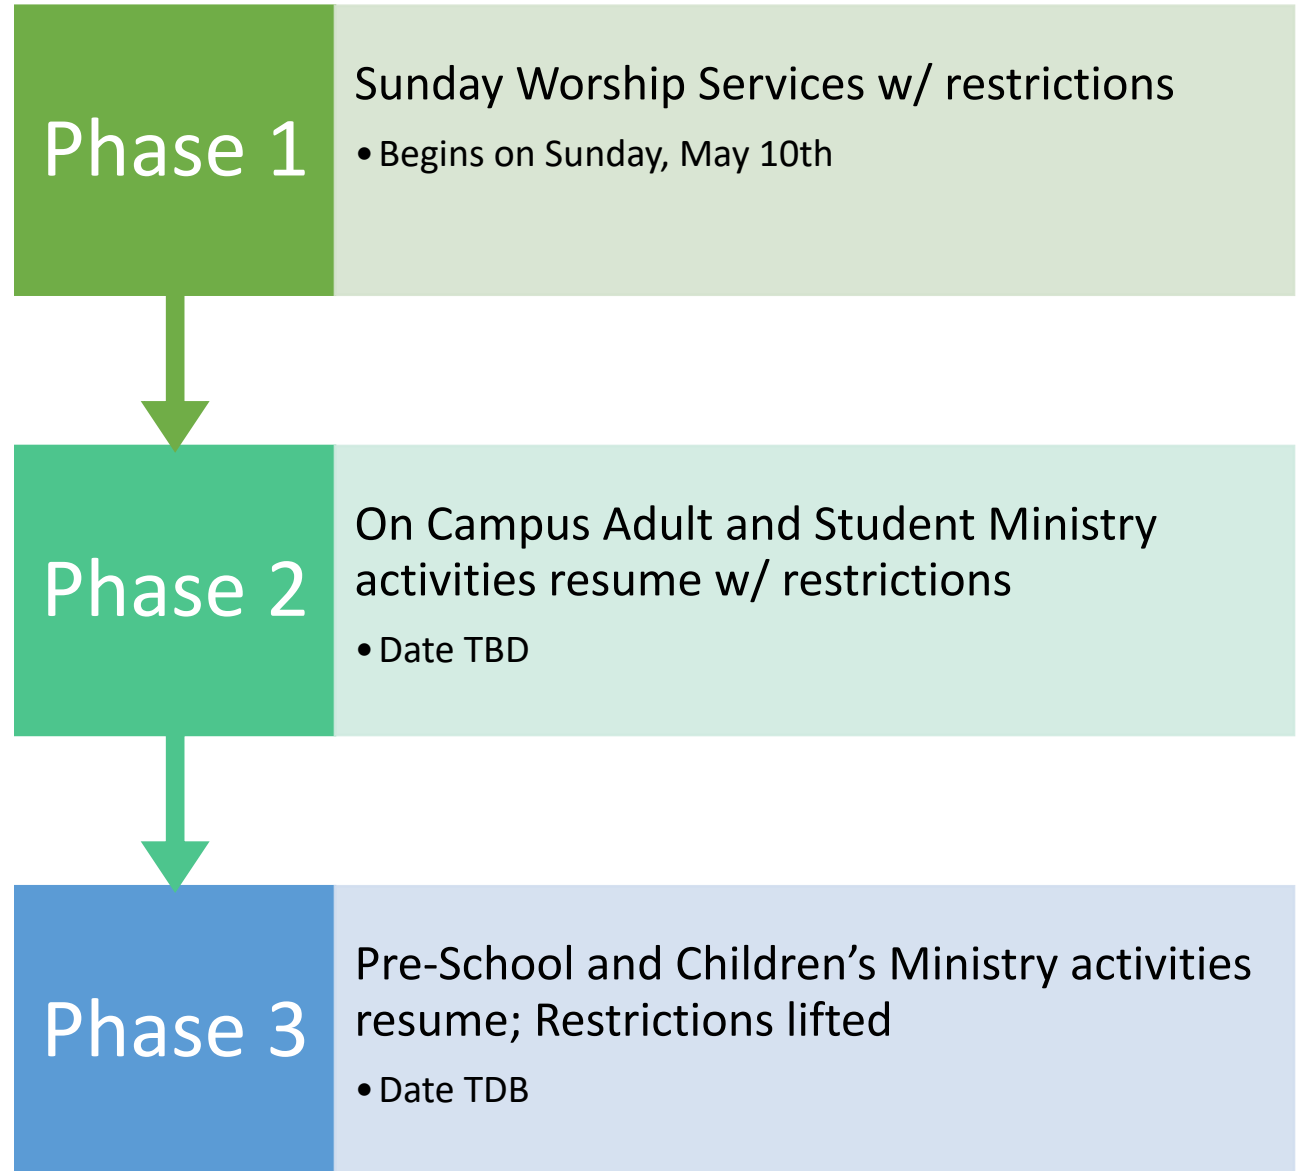 Phase 1
Sunday Worship Services w/ restrictions
•Begins on Sunday, May 10th
Phase 2
On Campus Adult and Student Ministry
activities resume w/ restrictions
•Date TBD
Phase 3
Pre-School and Children’s Ministry activities
resume; Restrictions lifted
•Date TDB